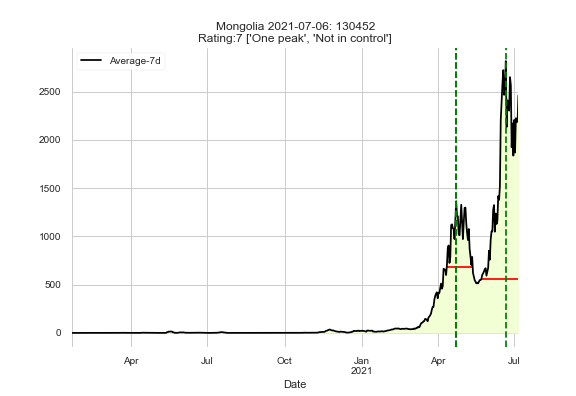 Mongolia 2021-07-06: 130452
Rating:7 ['One peak', 'Not in control']
Average-7d
2500
2000
1500
1000
500
0
Apr
Jul
Oct
Jan
2021
Apr
Jul
Date